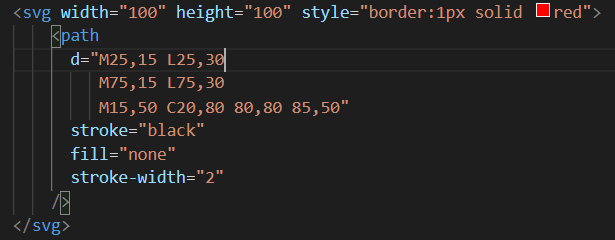 <svg width="100" height="100" style="border:1px solid red">
<path
d="M25,15 L25,30
M75,15 L75,30
M15,50 C20,80 80,80 85,50"
stroke="black"
fill="none"
stroke-width="2"
/>
</svg>